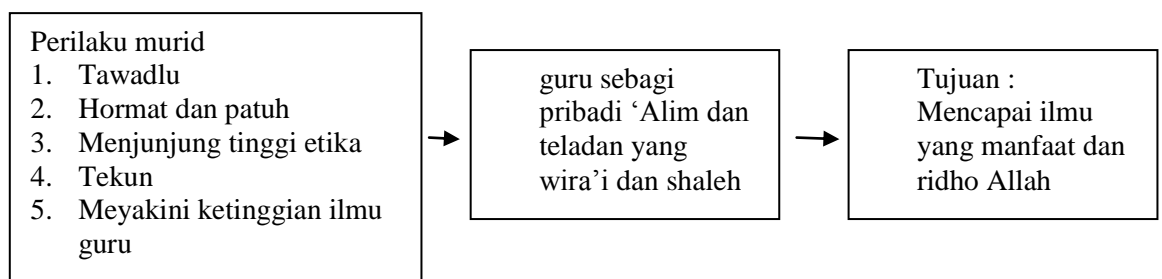 Perilaku murid
1. Tawadlu
2. Hormat dan patuh
3. Menjunjung tinggi etika
4. Tekun
5. Meyakini ketinggian ilmu
guru
guru sebagi
pribadi ‘Alim dan
teladan yang
wira’i dan shaleh
Tujuan :
Mencapai ilmu
yang manfaat dan
ridho Allah